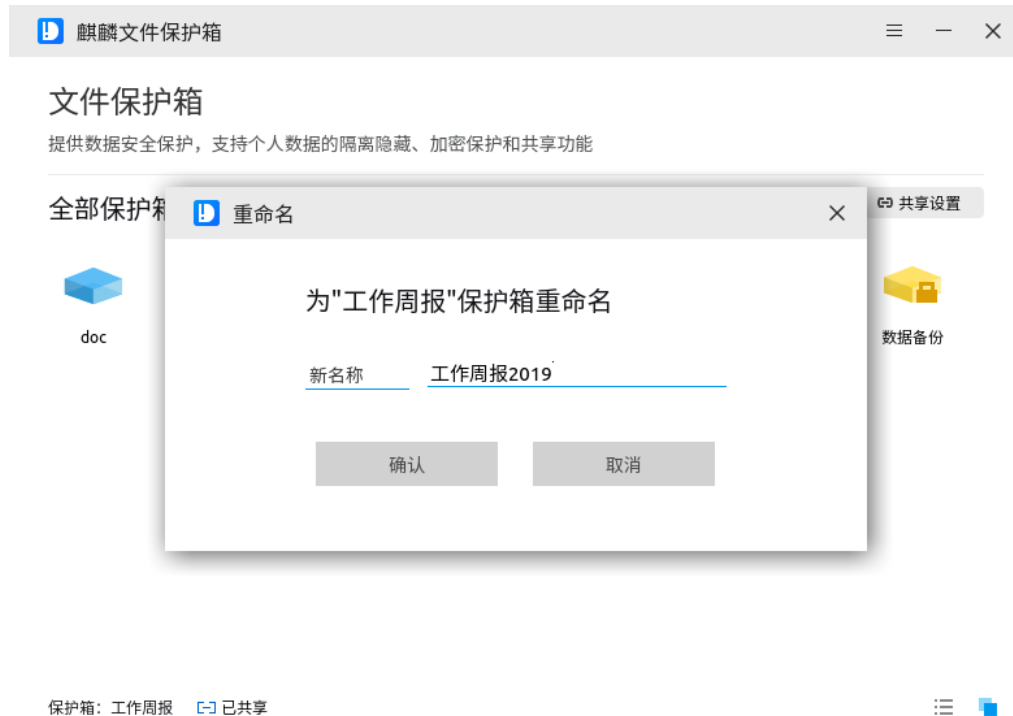 麒麟文件保护箱
文件保护箱
提供数据安全保护，支持个人数据的隔离隐藏、加密保护和共享功能
全部保护箱
共享设置
重命名
为"工作周报"保护箱重命名
新名称 工作周报2019
确认 取消
doc
数据备份
保护箱：工作周报 已共享